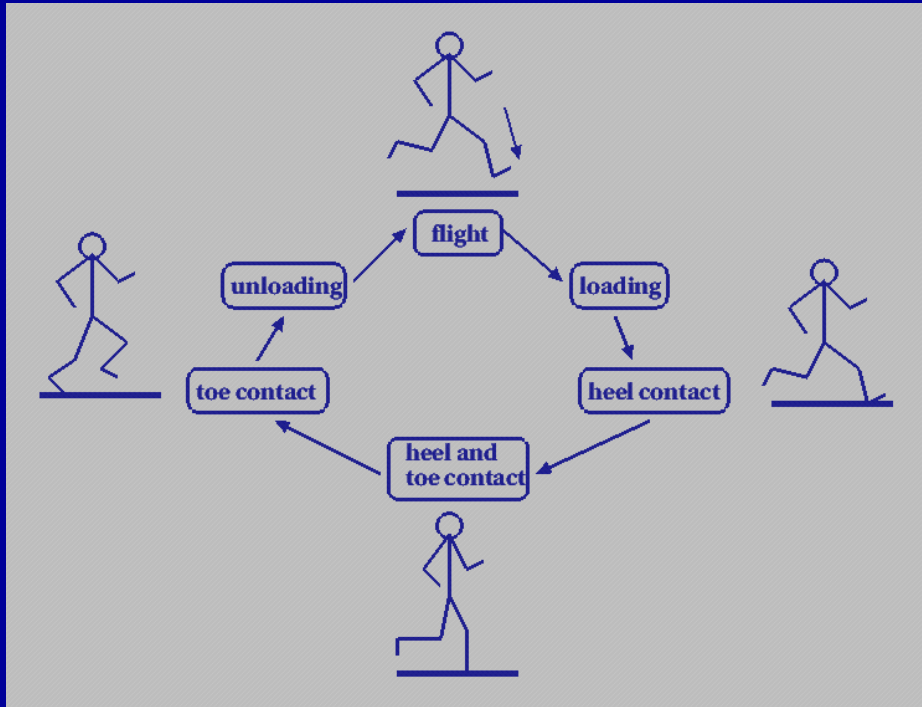 flight
unloading
loading
toe contact
heel contact
heel and
toe contact